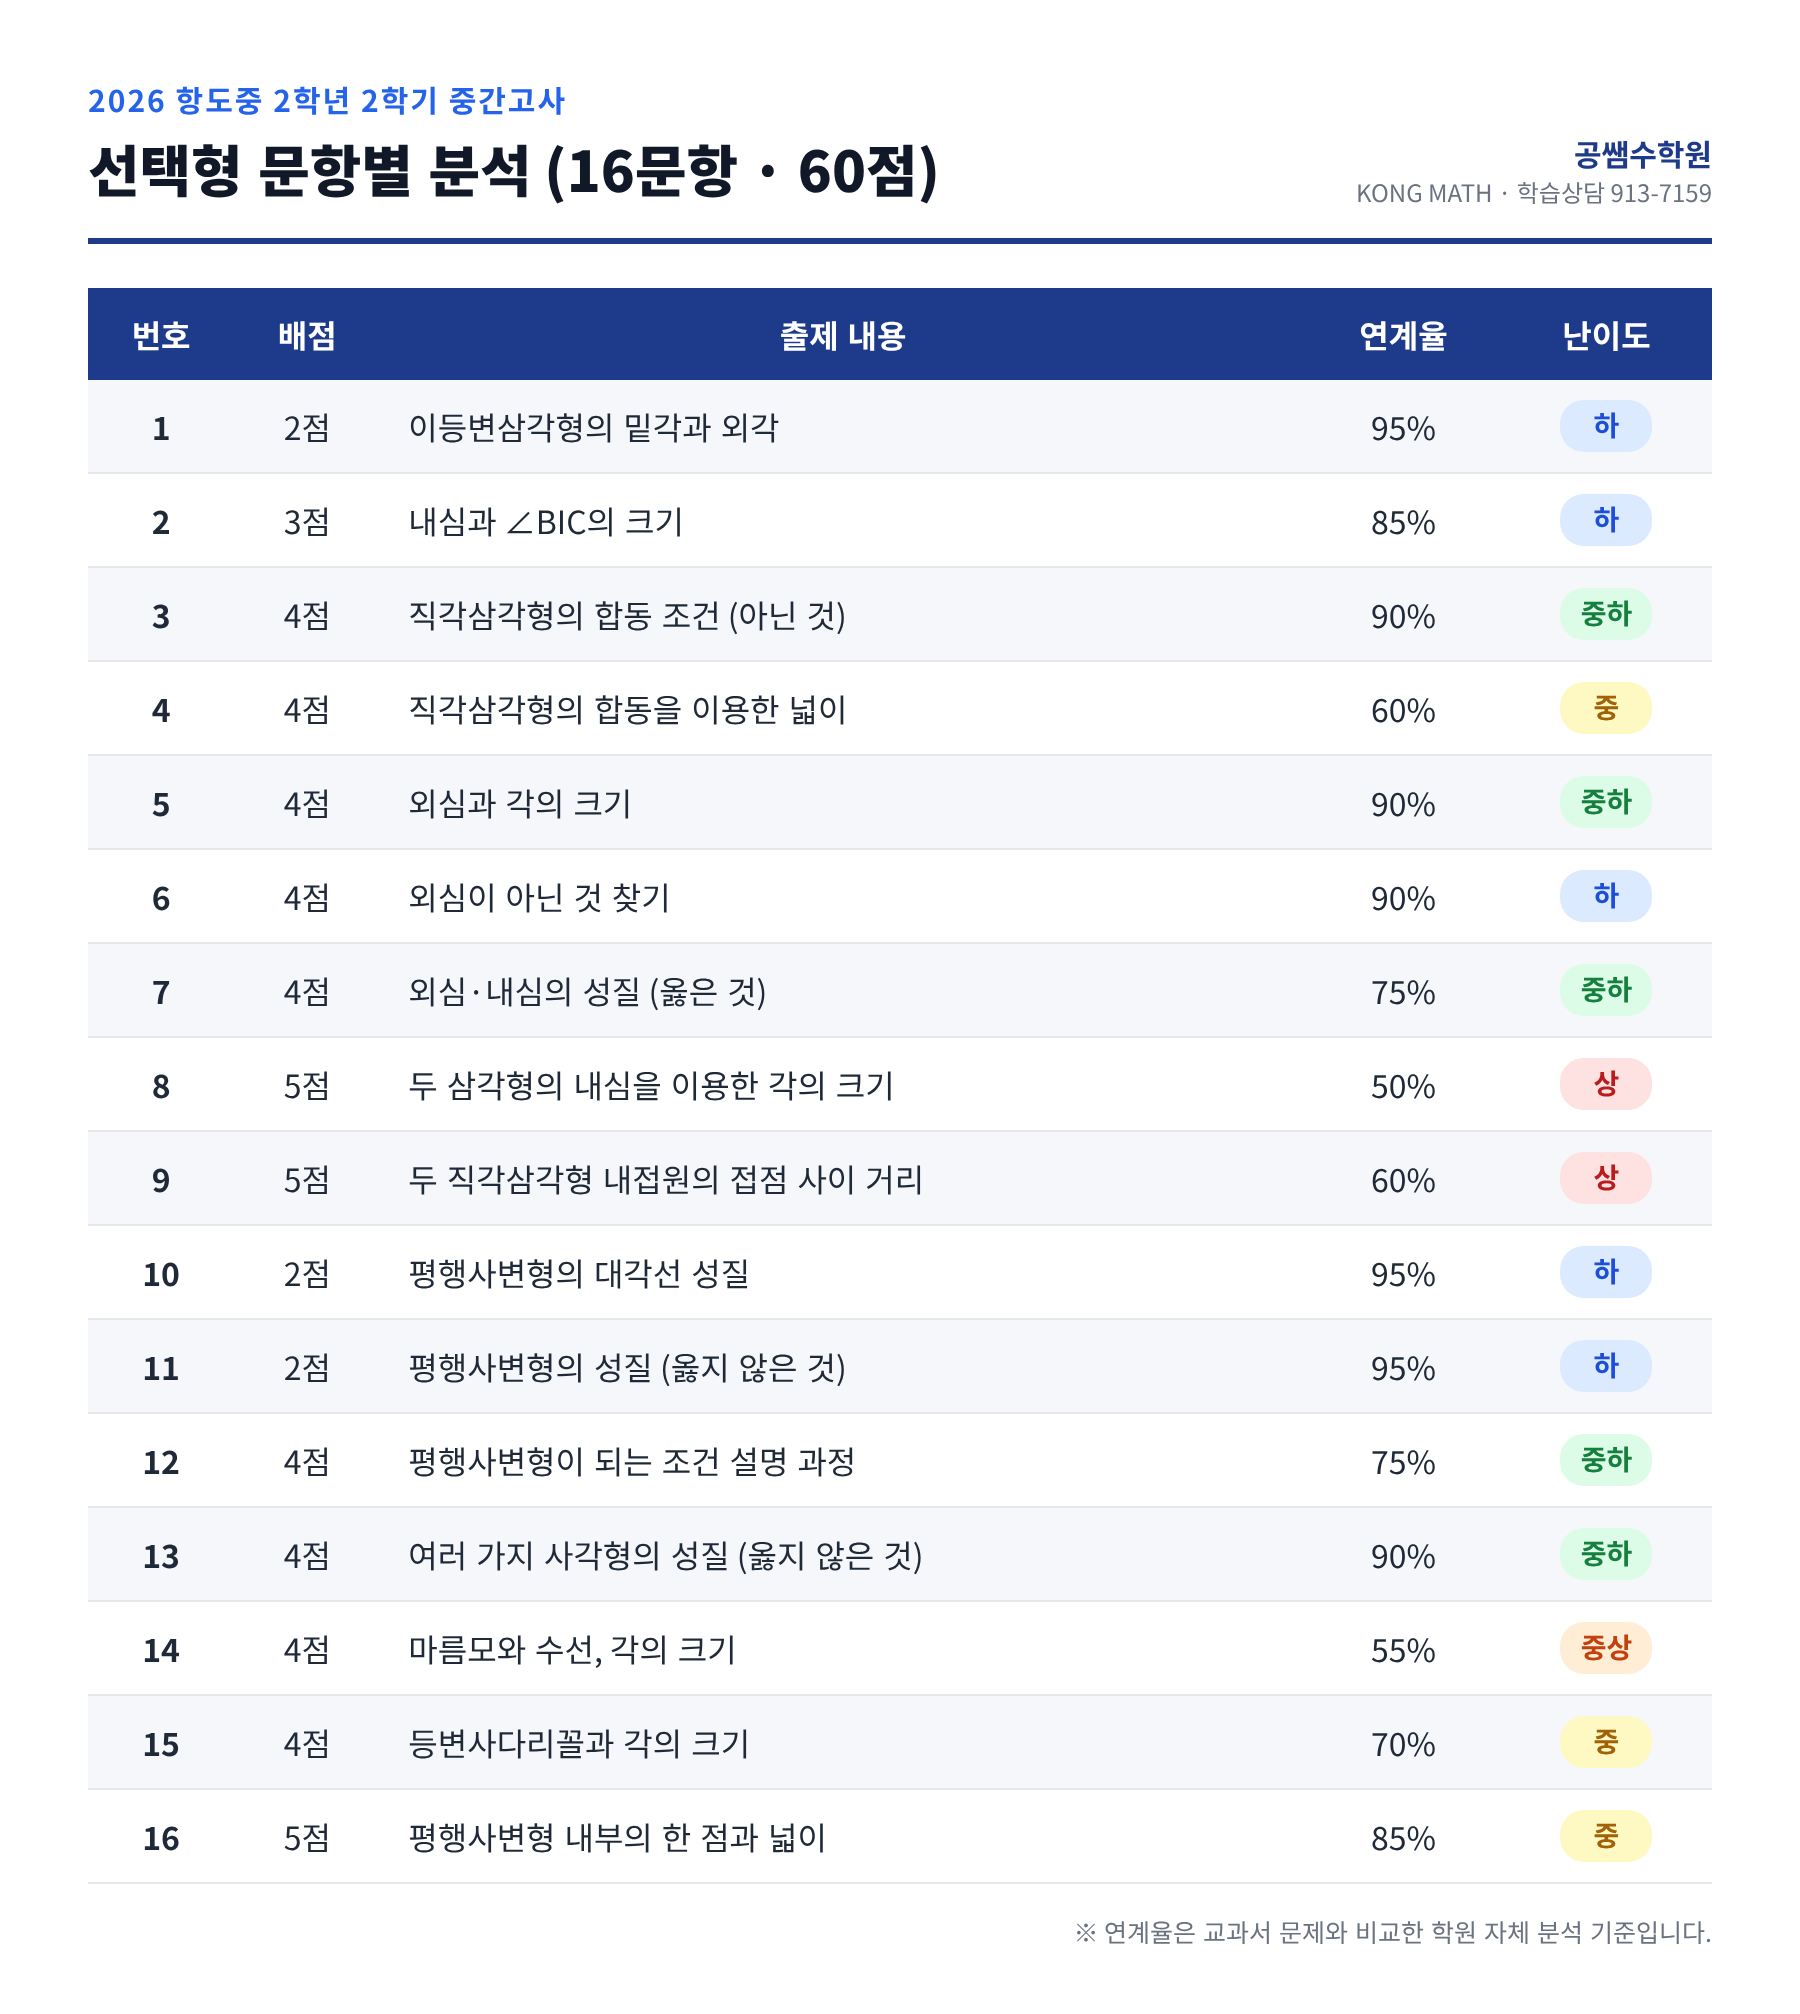 2026 항도중 2학년 2학기 중간고사
선택형 문항별 분석 (16문항 · 60점)
공쌤수학원
KONG MATH · 학습상담 913-7159
번호 배점 출제 내용 연계율 난이도
1 2점 이등변삼각형의 밑각과 외각 95% 하
2 3점 내심과 ∠BIC의 크기 85% 하
3 4점 직각삼각형의 합동 조건 (아닌 것) 90% 중하
4 4점 직각삼각형의 합동을 이용한 넓이 60% 중
5 4점 외심과 각의 크기 90% 중하
6 4점 외심이 아닌 것 찾기 90% 하
7 4점 외심·내심의 성질 (옳은 것) 75% 중하
8 5점 두 삼각형의 내심을 이용한 각의 크기 50% 상
9 5점 두 직각삼각형 내접원의 접점 사이 거리 60% 상
10 2점 평행사변형의 대각선 성질 95% 하
11 2점 평행사변형의 성질 (옳지 않은 것) 95% 하
12 4점 평행사변형이 되는 조건 설명 과정 75% 중하
13 4점 여러 가지 사각형의 성질 (옳지 않은 것) 90% 중하
14 4점 마름모와 수선, 각의 크기 55% 중상
15 4점 등변사다리꼴과 각의 크기 70% 중
16 5점 평행사변형 내부의 한 점과 넓이 85% 중
※ 연계율은 교과서 문제와 비교한 학원 자체 분석 기준입니다.